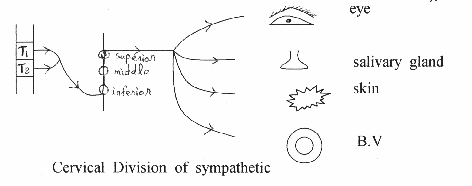 eye
T1
T2
superior
middle
inferior
salivary gland
skin
B.V
Cervical Division of sympathetic